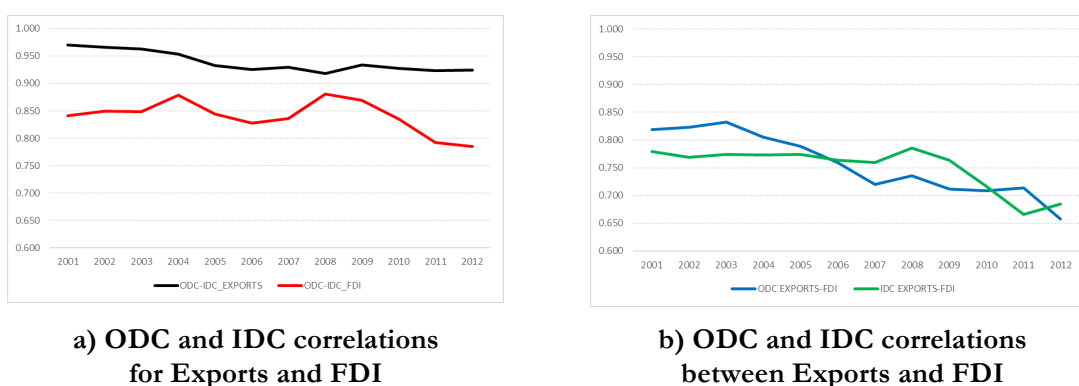 1.000
0.950
0.900
0.850
0.800
0.750
0.700
0.650
0.600
2001 2002 2003 2004 2005 2006 2007 2008 2009 2010 2011 2012
ODC-IDC_EXPORTS ODC-IDC_FDI
a) ODC and IDC correlations
for Exports and FDI
1.000
0.950
0.900
0.850
0.800
0.750
0.700
0.650
0.600
2001 2002 2003 2004 2005 2006 2007 2008 2009 2010 2011 2012
ODC EXPORTS-FDI IDC EXPORTS-FDI
b) ODC and IDC correlations
between Exports and FDI